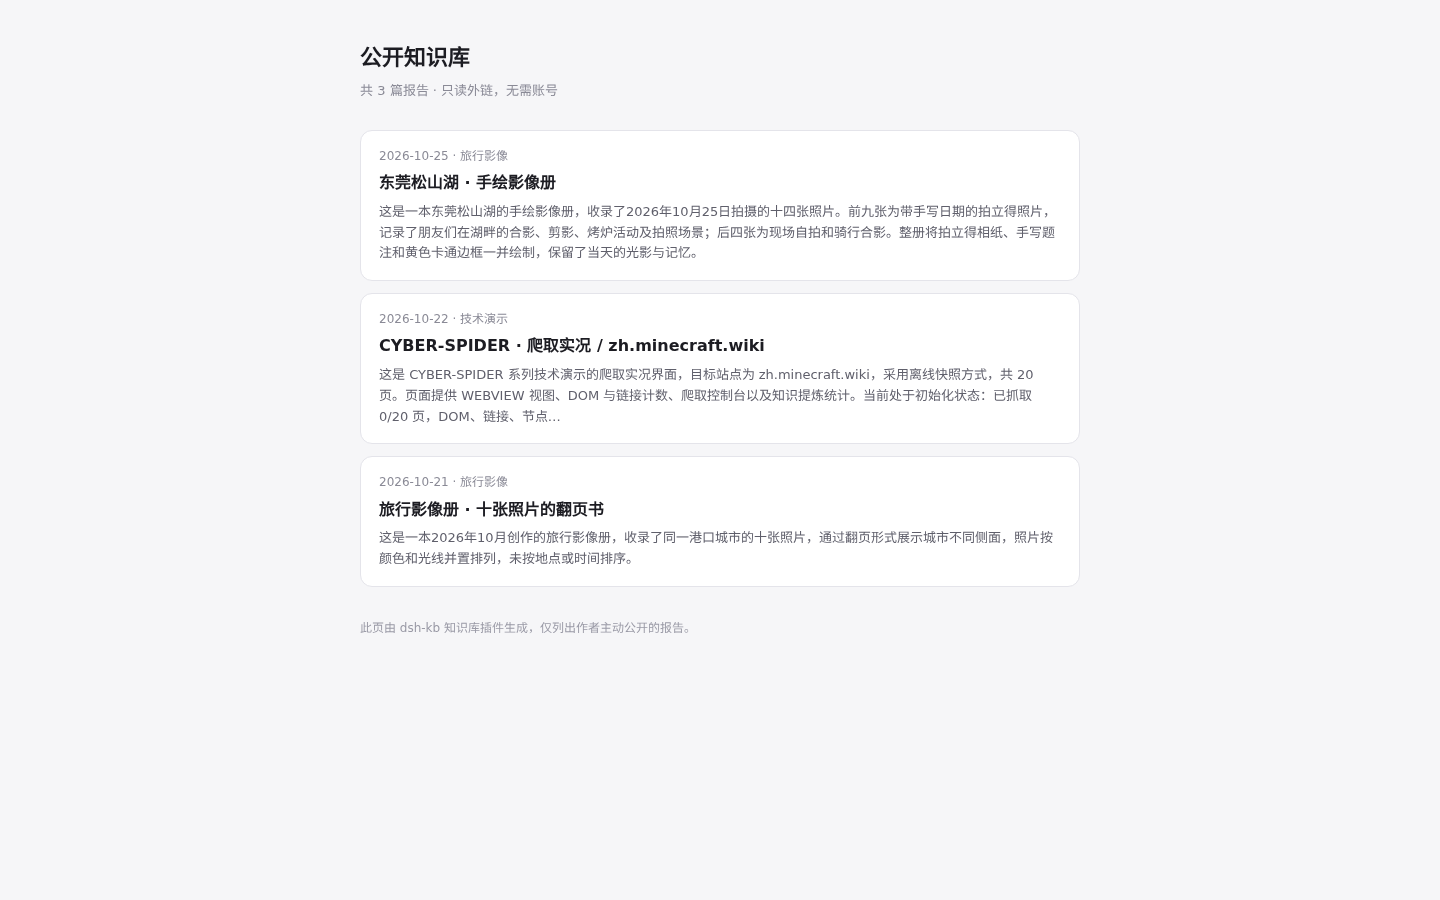 公开知识库
共 3 篇报告 · 只读外链，无需账号
2026-10-25 · 旅行影像
东莞松山湖 · 手绘影像册
这是一本东莞松山湖的手绘影像册，收录了2026年10月25日拍摄的十四张照片。前九张为带手写日期的拍立得照片，
记录了朋友们在湖畔的合影、剪影、烤炉活动及拍照场景；后四张为现场自拍和骑行合影。整册将拍立得相纸、手写题
注和黄色卡通边框一并绘制，保留了当天的光影与记忆。
2026-10-22 · 技术演示
CYBER-SPIDER · 爬取实况 / zh.minecraft.wiki
这是 CYBER-SPIDER 系列技术演示的爬取实况界面，目标站点为 zh.minecraft.wiki，采用离线快照方式，共 20
页。页面提供 WEBVIEW 视图、DOM 与链接计数、爬取控制台以及知识提炼统计。当前处于初始化状态：已抓取
0/20 页，DOM、链接、节点…
2026-10-21 · 旅行影像
旅行影像册 · 十张照片的翻页书
这是一本2026年10月创作的旅行影像册，收录了同一港口城市的十张照片，通过翻页形式展示城市不同侧面，照片按
颜色和光线并置排列，未按地点或时间排序。
此页由 dsh-kb 知识库插件生成，仅列出作者主动公开的报告。